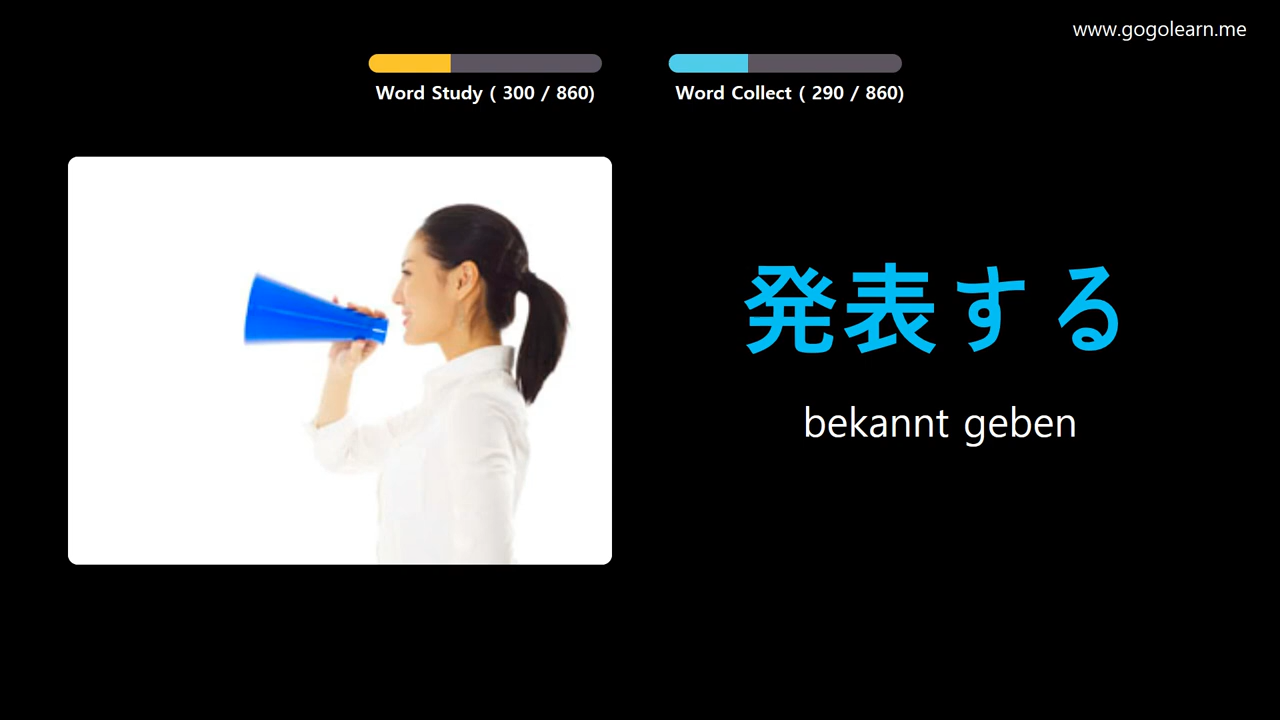 www.gogolearn.me
Word Study ( 300 / 860)
Word Collect ( 290 / 860)
発表する
bekannt geben